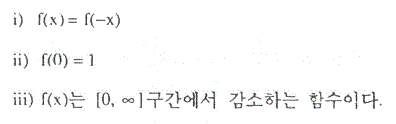 i) f(x) = f(−x)
ii) f(0) = 1
iii) f(x)는 [0, ∞]구간에서 감소하는 함수이다.